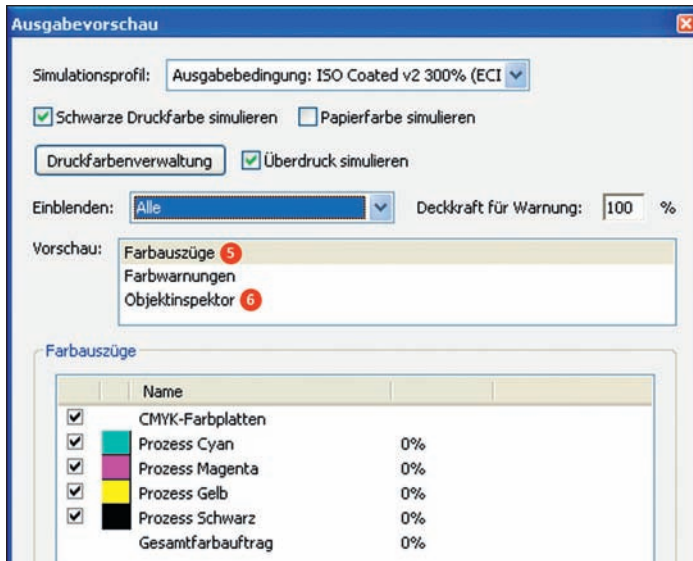 Ausgabevorschau
Simulationsprofil: Ausgabebedingung: ISO Coated v2 300% (ECI
Schwarze Druckfarbe simulieren Papierfarbe simulieren
Druckfarbenverwaltung Überdruck simulieren
Einblenden: Alle Deckkraft für Warnung: 100 %
Vorschau: Farbauszüge 5
Farbwarnungen
Objektinspektor 6
Farbauszüge
Name
CMYK-Farbplatten
Prozess Cyan 0%
Prozess Magenta 0%
Prozess Gelb 0%
Prozess Schwarz 0%
Gesamtfarbauftrag 0%